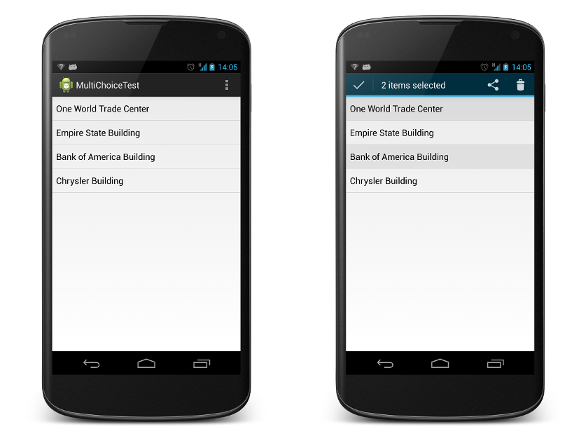 14:05
MultiChoiceTest
One World Trade Center
Empire State Building
Bank of America Building
Chrysler Building
14:05
2 items selected
One World Trade Center
Empire State Building
Bank of America Building
Chrysler Building